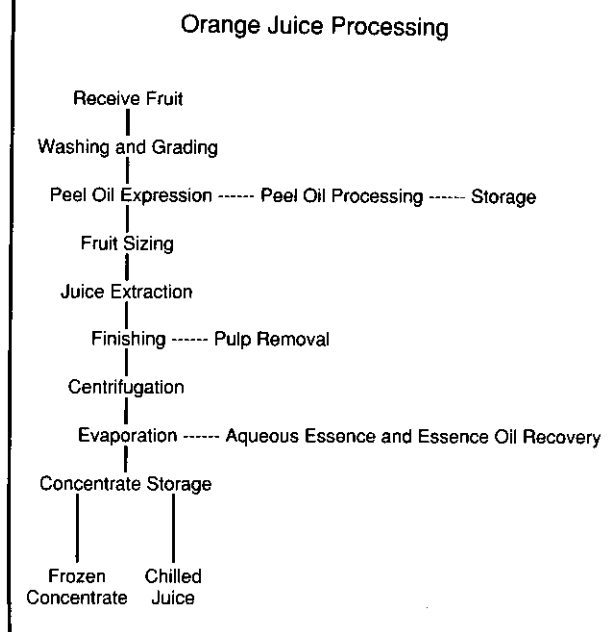 Orange Juice Processing
Receive Fruit
Washing and Grading
Peel Oil Expression ------ Peel Oil Processing ------ Storage
Fruit Sizing
Juice Extraction
Finishing ------ Pulp Removal
Centrifugation
Evaporation ------ Aqueous Essence and Essence Oil Recovery
Concentrate Storage
Frozen Chilled
Concentrate Juice